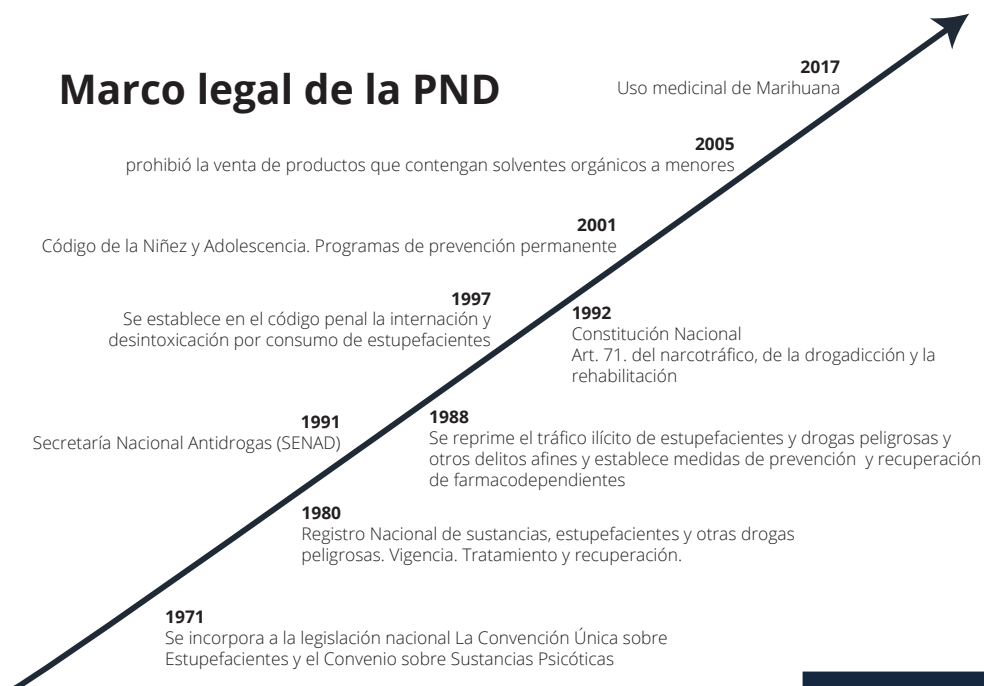 Marco legal de la PND
2017
Uso medicinal de Marihuana
2005
prohibió la venta de productos que contengan solventes orgánicos a menores
2001
Código de la Niñez y Adolescencia. Programas de prevención permanente
1997
Se establece en el código penal la internación y
desintoxicación por consumo de estupefacientes
1992
Constitución Nacional
Art. 71. del narcotráfico, de la drogadicción y la
rehabilitación
1991
Secretaría Nacional Antidrogas (SENAD)
1988
Se reprime el tráfico ilícito de estupefacientes y drogas peligrosas y
otros delitos afines y establece medidas de prevención y recuperación
de farmacodependientes
1980
Registro Nacional de sustancias, estupefacientes y otras drogas
peligrosas. Vigencia. Tratamiento y recuperación.
1971
Se incorpora a la legislación nacional La Convención Única sobre
Estupefacientes y el Convenio sobre Sustancias Psicóticas